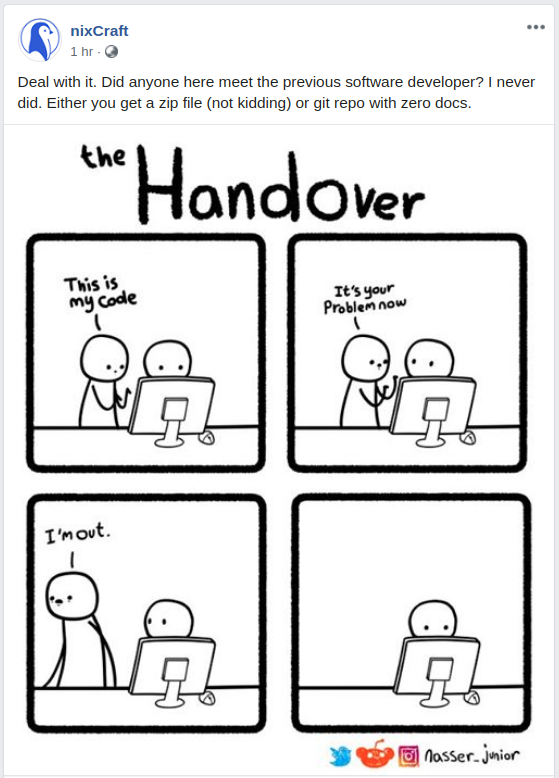 nixCraft
1 hr ·
Deal with it. Did anyone here meet the previous software developer? I never
did. Either you get a zip file (not kidding) or git repo with zero docs.
the
Handover
This is
my code
It's your
Problem now
I'm out.
nasser_junior